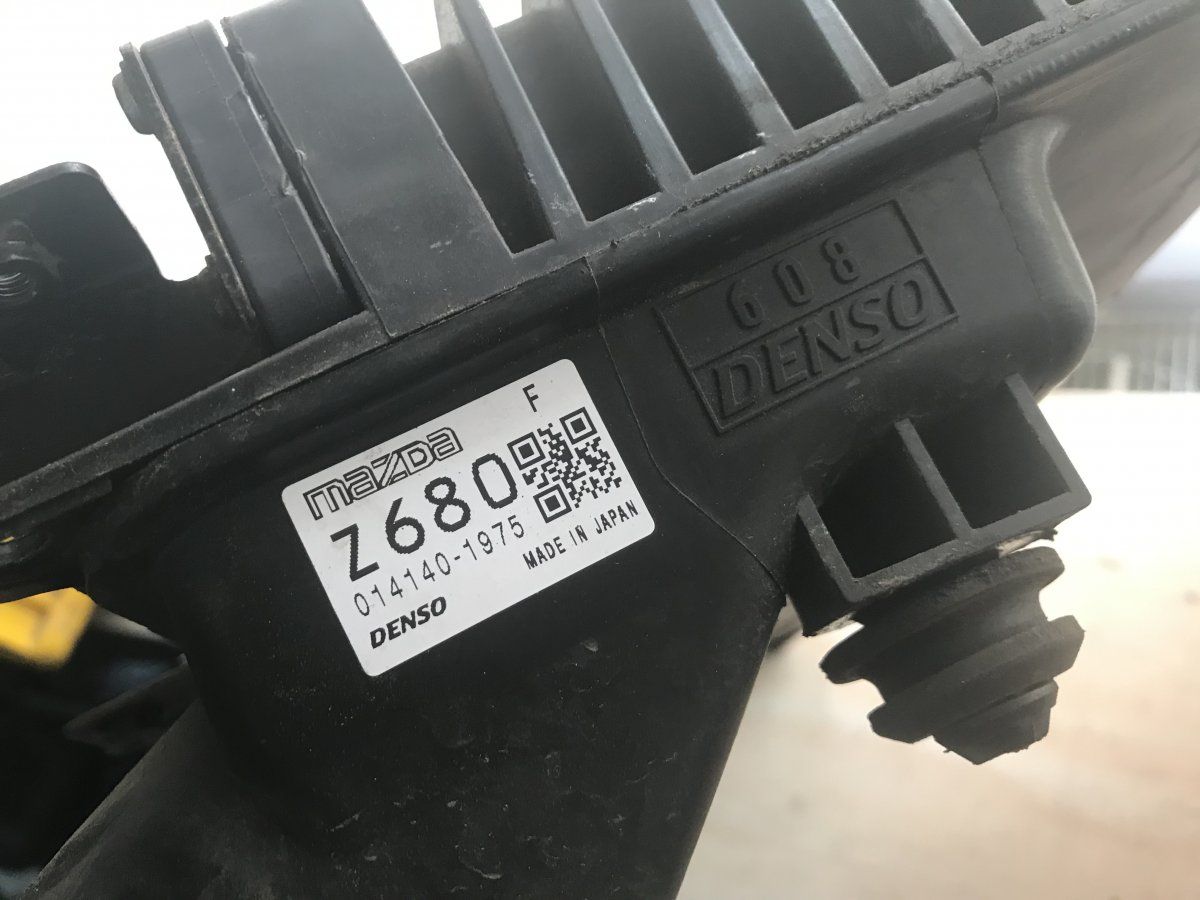 608
DENSO
F
mazda
Z680
014140-1975
MADE IN JAPAN
DENSO